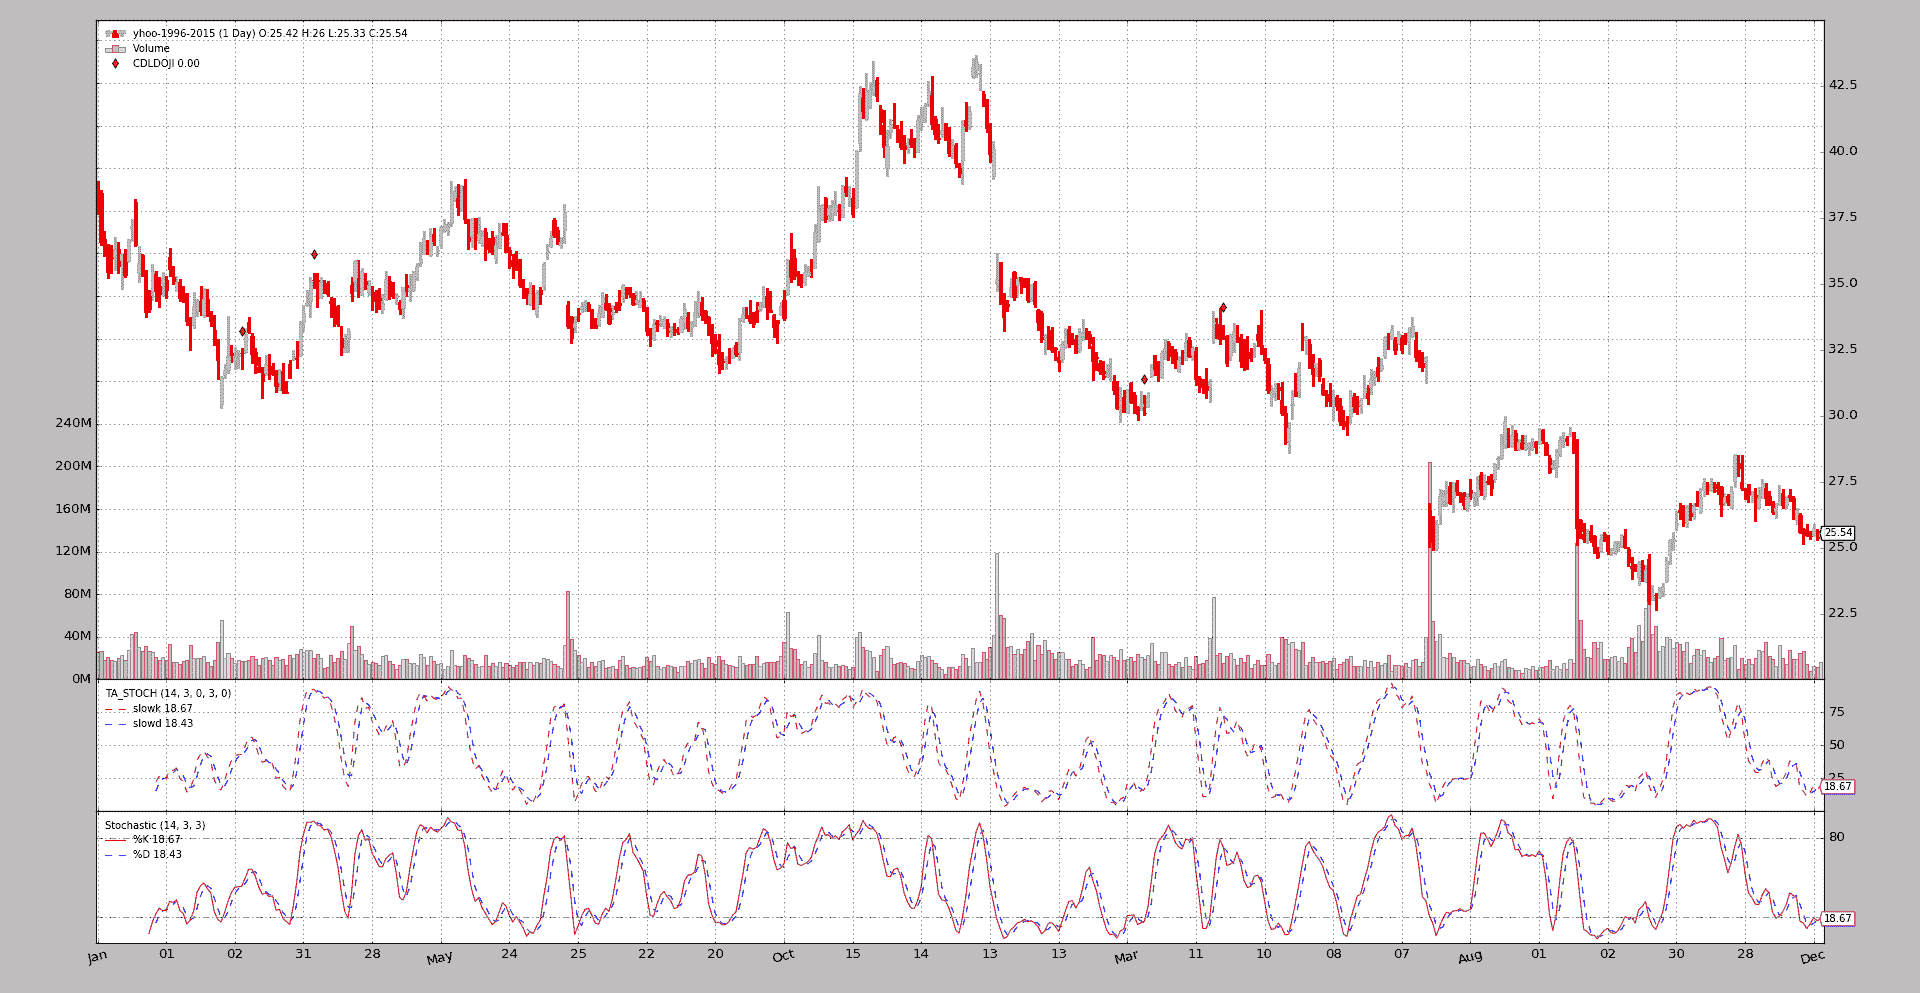 yhoo-1996-2015 (1 Day) O:25.42 H:26 L:25.33 C:25.54
Volume
CDLDOJI 0.00
42.5
40.0
37.5
35.0
32.5
30.0
27.5
25.54
25.0
22.5
240M
200M
160M
120M
80M
40M
0M
TA_STOCH (14, 3, 0, 3, 0)
slowk 18.67
slowd 18.43
75
50
25
18.67
Stochastic (14, 3, 3)
%K 18.67
%D 18.43
80
18.67
Jan 01 02 31 28 May 24 25 22 20 Oct 15 14 13 13 Mar 11 10 08 07 Aug 01 02 30 28 Dec